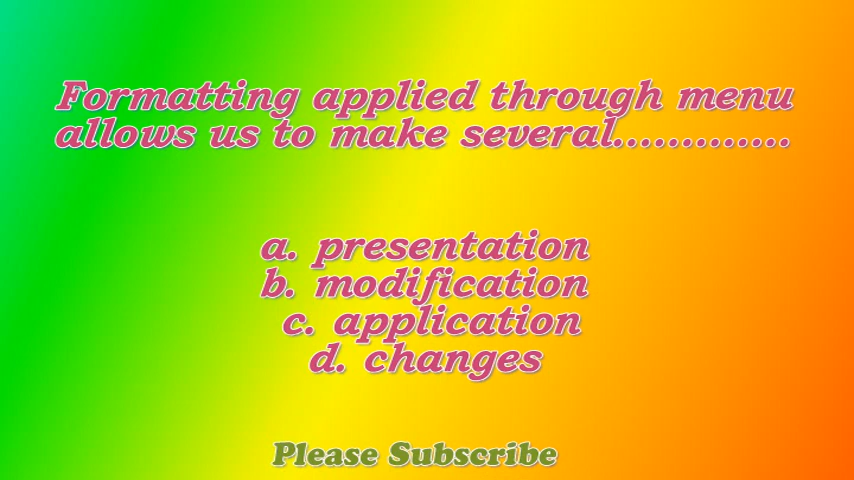 Formatting applied through menu
allows us to make several.............
a. presentation
b. modification
c. application
d. changes
Please Subscribe